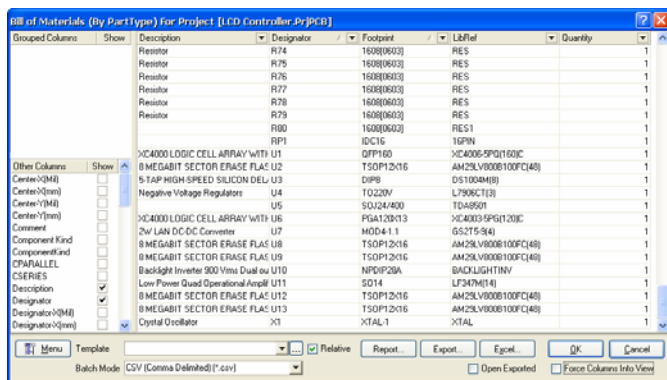 Bill of Materials (By PartType) For Project [LCD Controller.PrjPCB]
Grouped Columns Show Description Designator Footprint LibRef Quantity
Resistor R74 1608[0603] RES 1
Resistor R75 1608[0603] RES 1
Resistor R76 1608[0603] RES 1
Resistor R77 1608[0603] RES 1
Resistor R78 1608[0603] RES 1
Resistor R79 1608[0603] RES 1
R80 1608[0603] RES1 1
RP1 IDC16 16PIN 1
XC4000 LOGIC CELL ARRAY WITH U1 QFP160 XC4006-5PQ(160)C 1
Other Columns Show 8 MEGABIT SECTOR ERASE FLAS U2 TSOP12X16 AM29LV800B100FC(48) 1
Center-X(Mil) 5-TAP HIGH-SPEED SILICON DELA U3 DIP8 DS1004M(8) 1
Center-X(mm) Negative Voltage Regulators U4 TO220V L7906CT(3) 1
Center-Y(Mil) U5 SOJ24/400 TDA8501 1
Center-Y(mm) XC4000 LOGIC CELL ARRAY WITH U6 PGA120X13 XC4003-5PG(120)C 1
Comment 2W LAN DC-DC Converter U7 MOD4-1.1 GS2T5-9(4) 1
Component Kind 8 MEGABIT SECTOR ERASE FLAS U8 TSOP12X16 AM29LV800B100FC(48) 1
ComponentKind 8 MEGABIT SECTOR ERASE FLAS U9 TSOP12X16 AM29LV800B100FC(48) 1
CPARALLEL Backlight Inverter 900 Vrms Dual ou U10 NPDIP28A BACKLIGHTINV 1
CSERIES Low Power Quad Operational Amplif U11 SO14 LF347M(14) 1
Description 8 MEGABIT SECTOR ERASE FLAS U12 TSOP12X16 AM29LV800B100FC(48) 1
Designator 8 MEGABIT SECTOR ERASE FLAS U13 TSOP12X16 AM29LV800B100FC(48) 1
Designator-X(Mil) Crystal Oscillator X1 XTAL-1 XTAL 1
Designator-X(mm)
Menu Template ... Relative Report... Export... Excel... OK Cancel
Batch Mode CSV (Comma Delimited) (*.csv) Open Exported Force Columns Into View